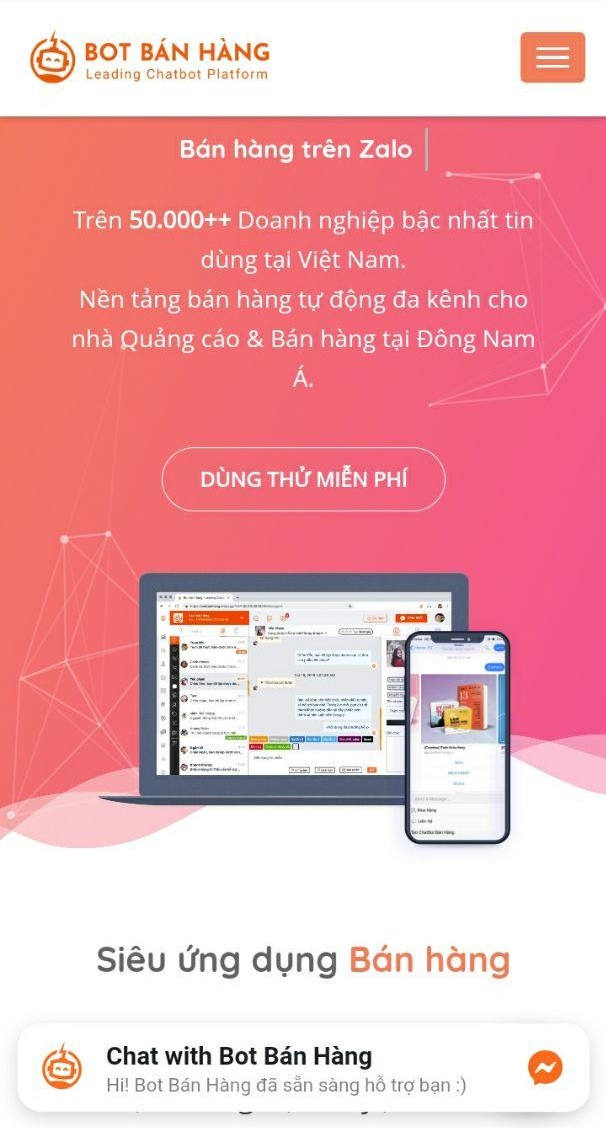 BOT BÁN HÀNG
Leading Chatbot Platform
Bán hàng trên Zalo
Trên 50.000++ Doanh nghiệp bậc nhất tin
dùng tại Việt Nam.
Nền tảng bán hàng tự động đa kênh cho
nhà Quảng cáo & Bán hàng tại Đông Nam
Á.
DÙNG THỬ MIỄN PHÍ
Siêu ứng dụng Bán hàng
Chat with Bot Bán Hàng
Hi! Bot Bán Hàng đã sẵn sàng hỗ trợ bạn :)